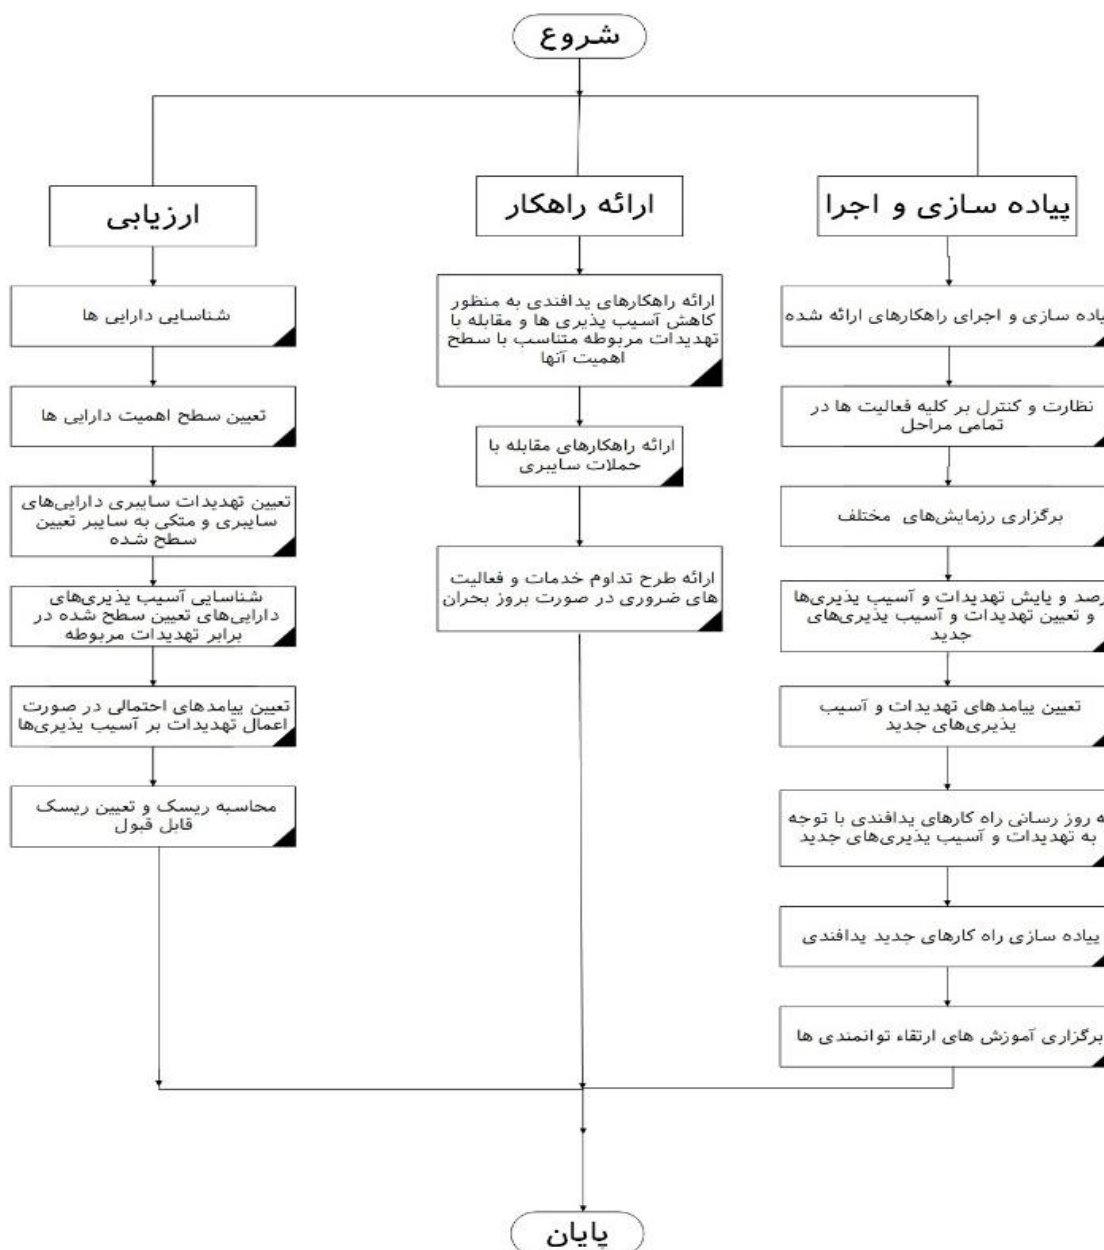 شروع
پیاده سازی و اجرا
یاده سازی و اجرای راهکارهای ارائه شده
نظارت و کنترل بر کلیه فعالیت ها در
تمامی مراحل
برگزاری رزمایش‌های مختلف
رصد و پایش تهدیدات و آسیب پذیری‌ها
و تعیین تهدیدات و آسیب پذیری‌های
جدید
تعیین پیامدهای تهدیدات و آسیب
پذیری‌های جدید
ه روز رسانی راه کارهای پدافندی با توجه
به تهدیدات و آسیب پذیری‌های جدید
پیاده سازی راه کارهای جدید پدافندی
برگزاری آموزش های ارتقاء توانمندی ها
ارائه راهکار
ارائه راهکارهای پدافندی به منظور
کاهش آسیب پذیری ها و مقابله با
تهدیدات مربوطه متناسب با سطح
اهمیت آنها
ارائه راهکارهای مقابله با
حملات سایبری
ارائه طرح تداوم خدمات و فعالیت
های ضروری در صورت بروز بحران
ارزیابی
شناسایی دارایی ها
تعیین سطح اهمیت دارایی ها
تعیین تهدیدات سایبری دارایی‌های
سایبری و متکی به سایبر تعیین
سطح شده
شناسایی آسیب پذیری‌های
دارایی‌های تعیین سطح شده در
برابر تهدیدات مربوطه
تعیین پیامدهای احتمالی در صورت
اعمال تهدیدات بر آسیب پذیری‌ها
محاسبه ریسک و تعیین ریسک
قابل قبول
پایان